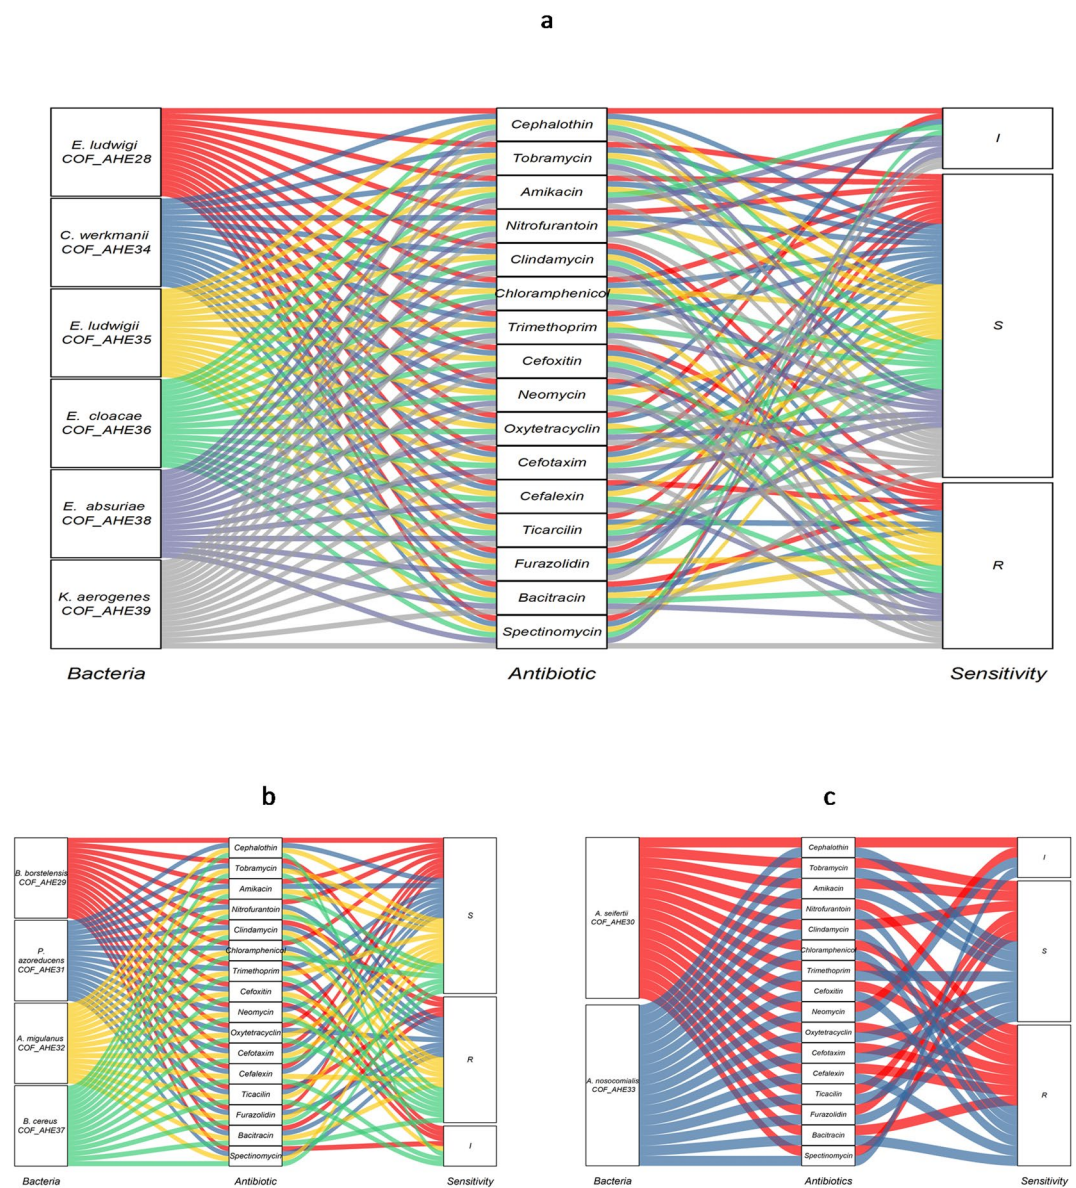 a
E. ludwigi
COF_AHE28
C. werkmanii
COF_AHE34
E. ludwigii
COF_AHE35
E. cloacae
COF_AHE36
E. absuriae
COF_AHE38
K. aerogenes
COF_AHE39
Bacteria
Cephalothin
Tobramycin
Amikacin
Nitrofurantoin
Clindamycin
Chloramphenicol
Trimethoprim
Cefoxitin
Neomycin
Oxytetracyclin
Cefotaxim
Cefalexin
Ticarcilin
Furazolidin
Bacitracin
Spectinomycin
Antibiotic
I
S
R
Sensitivity
b
B. borstelensis
COF_AHE29
P.
azoreducens
COF_AHE31
A. migulanus
COF_AHE32
B. cereus
COF_AHE37
Bacteria
Cephalothin
Tobramycin
Amikacin
Nitrofurantoin
Clindamycin
Chloramphenicol
Trimethoprim
Cefoxitin
Neomycin
Oxytetracyclin
Cefotaxim
Cefalexin
Ticacilin
Furazolidin
Bacitracin
Spectinomycin
Antibiotic
S
R
I
Sensitivity
c
A. seifertii
COF_AHE30
A. nosocomialis
COF_AHE33
Bacteria
Cephalothin
Tobramycin
Amikacin
Nitrofurantoin
Clindamycin
Chloramphenicol
Trimethoprim
Cefoxitin
Neomycin
Oxytetracyclin
Cefotaxim
Cefalexin
Ticacilin
Furazolidin
Bacitracin
Spectinomycin
Antibiotics
I
S
R
Sensitivity